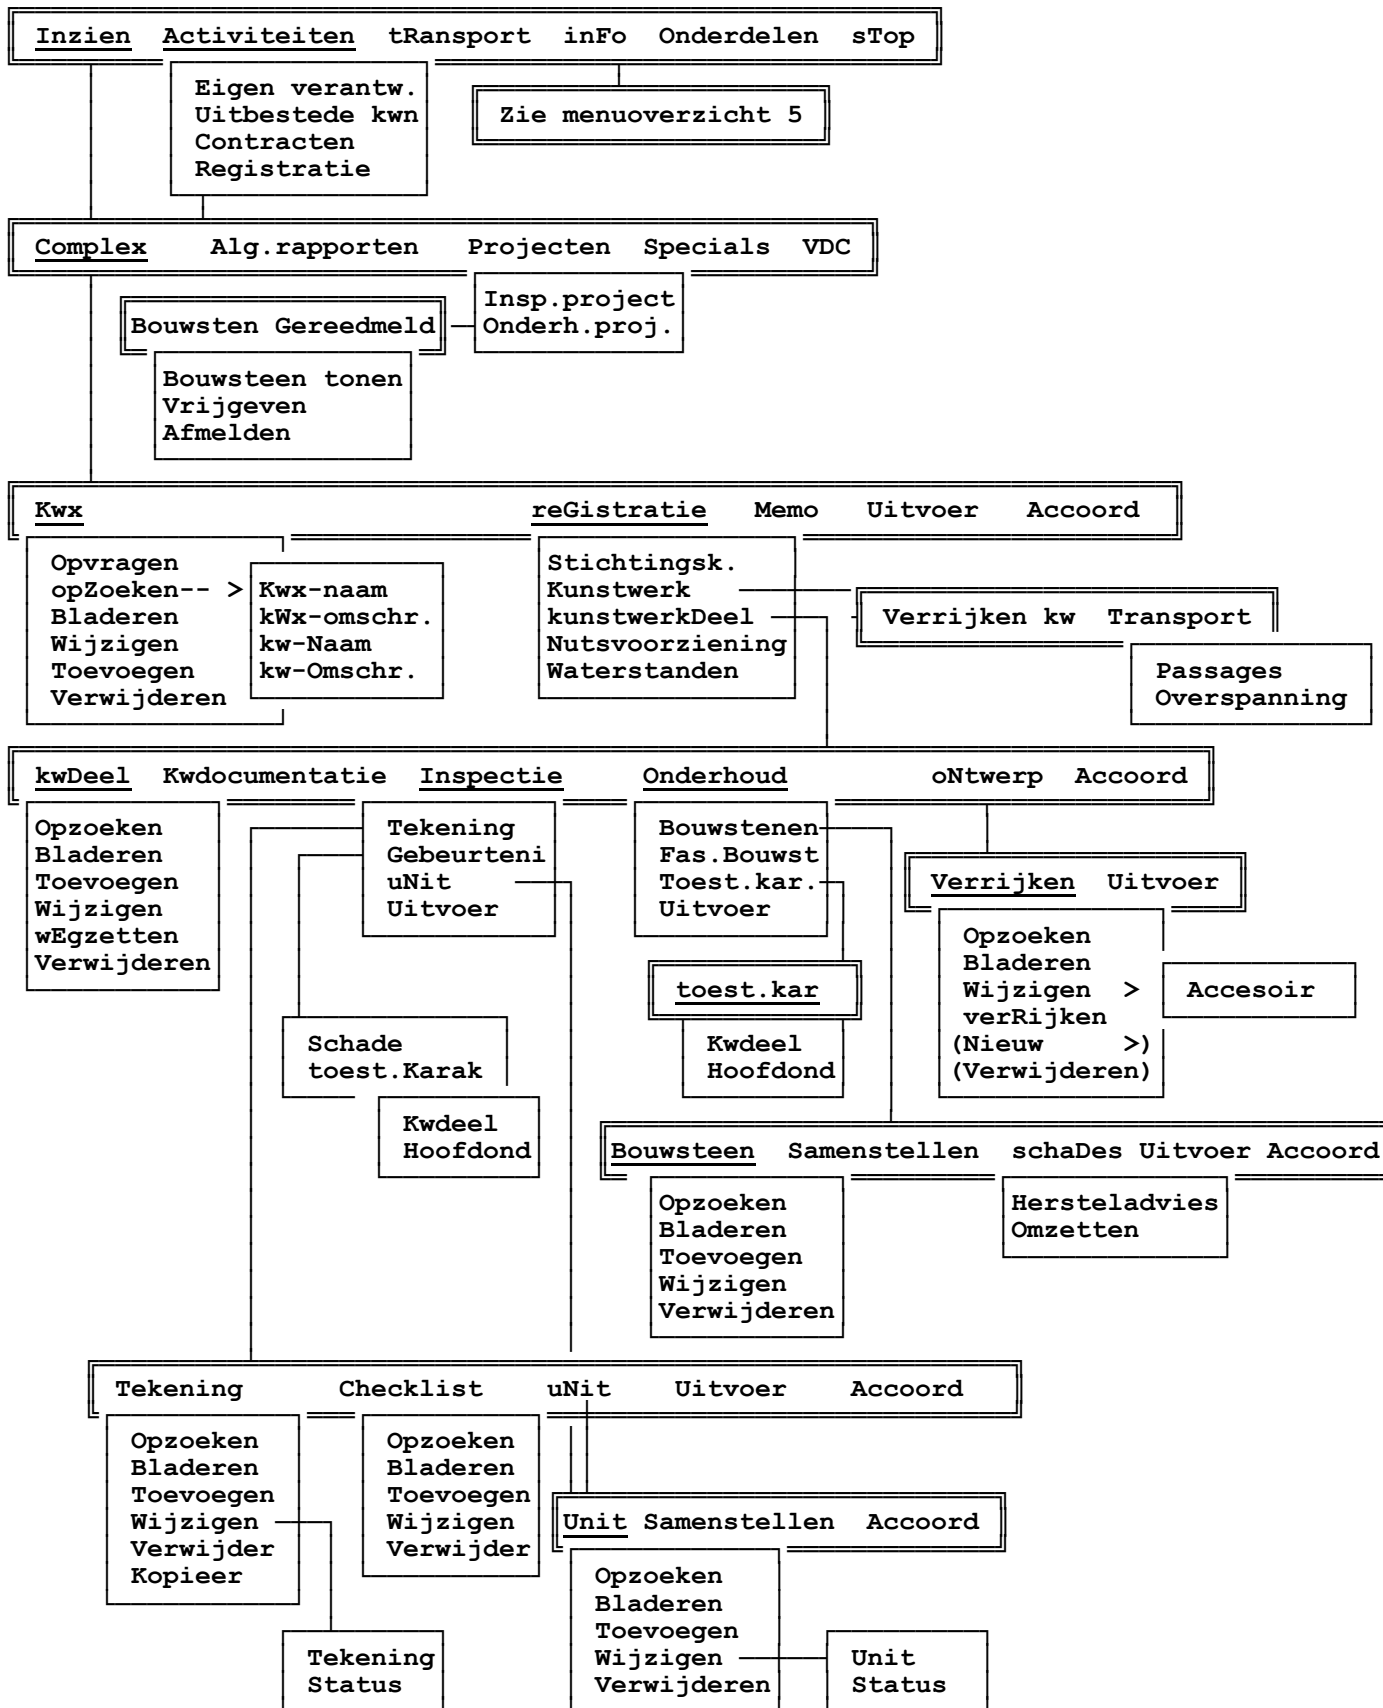 Inzien Activiteiten tRansport inFo Onderdelen sTop
Eigen verantw.
Uitbestede kwn
Contracten
Registratie
Zie menuoverzicht 5
Complex Alg.rapporten Projecten Specials VDC
Insp.project
Onderh.proj.
Bouwsten Gereedmeld
Bouwsteen tonen
Vrijgeven
Afmelden
Kwx reGistratie Memo Uitvoer Accoord
Opvragen
opZoeken-- >
Bladeren
Wijzigen
Toevoegen
Verwijderen
Kwx-naam
kWx-omschr.
kw-Naam
kw-Omschr.
Stichtingsk.
Kunstwerk
kunstwerkDeel
Nutsvoorziening
Waterstanden
Verrijken kw Transport
Passages
Overspanning
kwDeel Kwdocumentatie Inspectie Onderhoud oNtwerp Accoord
Opzoeken
Bladeren
Toevoegen
Wijzigen
wEgzetten
Verwijderen
Tekening
Gebeurteni
uNit
Uitvoer
Bouwstenen
Fas.Bouwst
Toest.kar.
Uitvoer
Verrijken Uitvoer
Opzoeken
Bladeren
Wijzigen >
verRijken
(Nieuw >)
(Verwijderen)
Accesoir
toest.kar
Kwdeel
Hoofdond
Schade
toest.Karak
Kwdeel
Hoofdond
Bouwsteen Samenstellen schaDes Uitvoer Accoord
Opzoeken
Bladeren
Toevoegen
Wijzigen
Verwijderen
Hersteladvies
Omzetten
Tekening Checklist uNit Uitvoer Accoord
Opzoeken
Bladeren
Toevoegen
Wijzigen
Verwijder
Kopieer
Opzoeken
Bladeren
Toevoegen
Wijzigen
Verwijder
Unit Samenstellen Accoord
Opzoeken
Bladeren
Toevoegen
Wijzigen
Verwijderen
Tekening
Status
Unit
Status